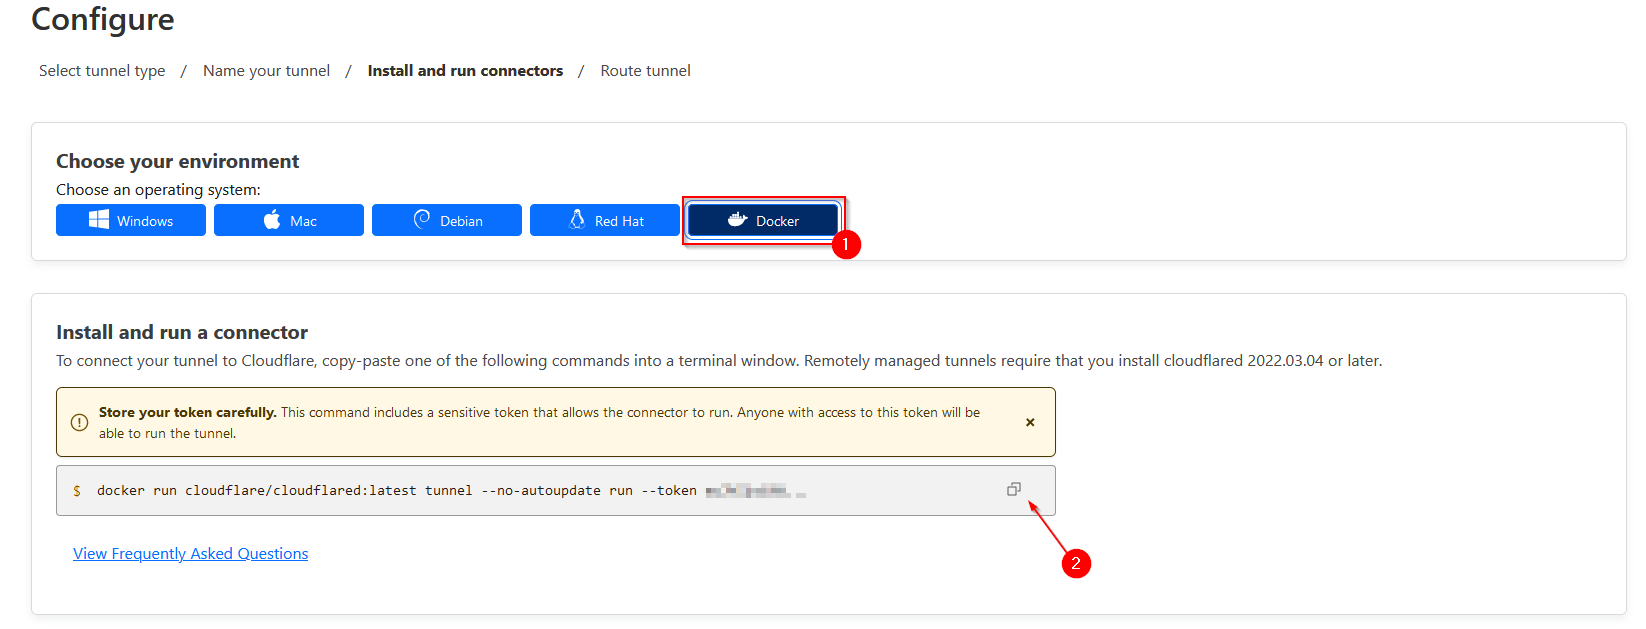 Configure
Select tunnel type / Name your tunnel / Install and run connectors / Route tunnel
Choose your environment
Choose an operating system:
Windows Mac Debian Red Hat Docker
1
Install and run a connector
To connect your tunnel to Cloudflare, copy-paste one of the following commands into a terminal window. Remotely managed tunnels require that you install cloudflared 2022.03.04 or later.
Store your token carefully. This command includes a sensitive token that allows the connector to run. Anyone with access to this token will be
able to run the tunnel.
$ docker run cloudflare/cloudflared:latest tunnel --no-autoupdate run --token
View Frequently Asked Questions
2